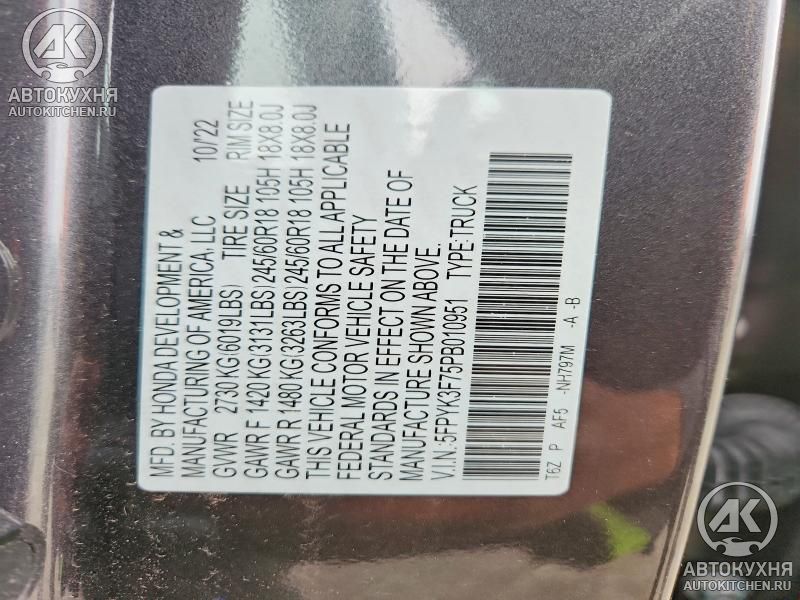 AK
АВТОКУХНЯ
AUTOKITCHEN.RU
MFD. BY HONDA DEVELOPMENT &
MANUFACTURING OF AMERICA, LLC 10/22
GVWR 2730 KG(6019LBS) TIRE SIZE RIM SIZE
GAWR F 1420 KG(3131LBS) 245/60R18 105H 18X8.0J
GAWR R 1480 KG(3263LBS) 245/60R18 105H 18X8.0J
THIS VEHICLE CONFORMS TO ALL APPLICABLE
FEDERAL MOTOR VEHICLE SAFETY
STANDARDS IN EFFECT ON THE DATE OF
MANUFACTURE SHOWN ABOVE.
V.I.N.:5FPYK3F75PB010951 TYPE:TRUCK
T6Z P AF5 -NH797M -A -B
AK
АВТОКУХНЯ
AUTOKITCHEN.RU